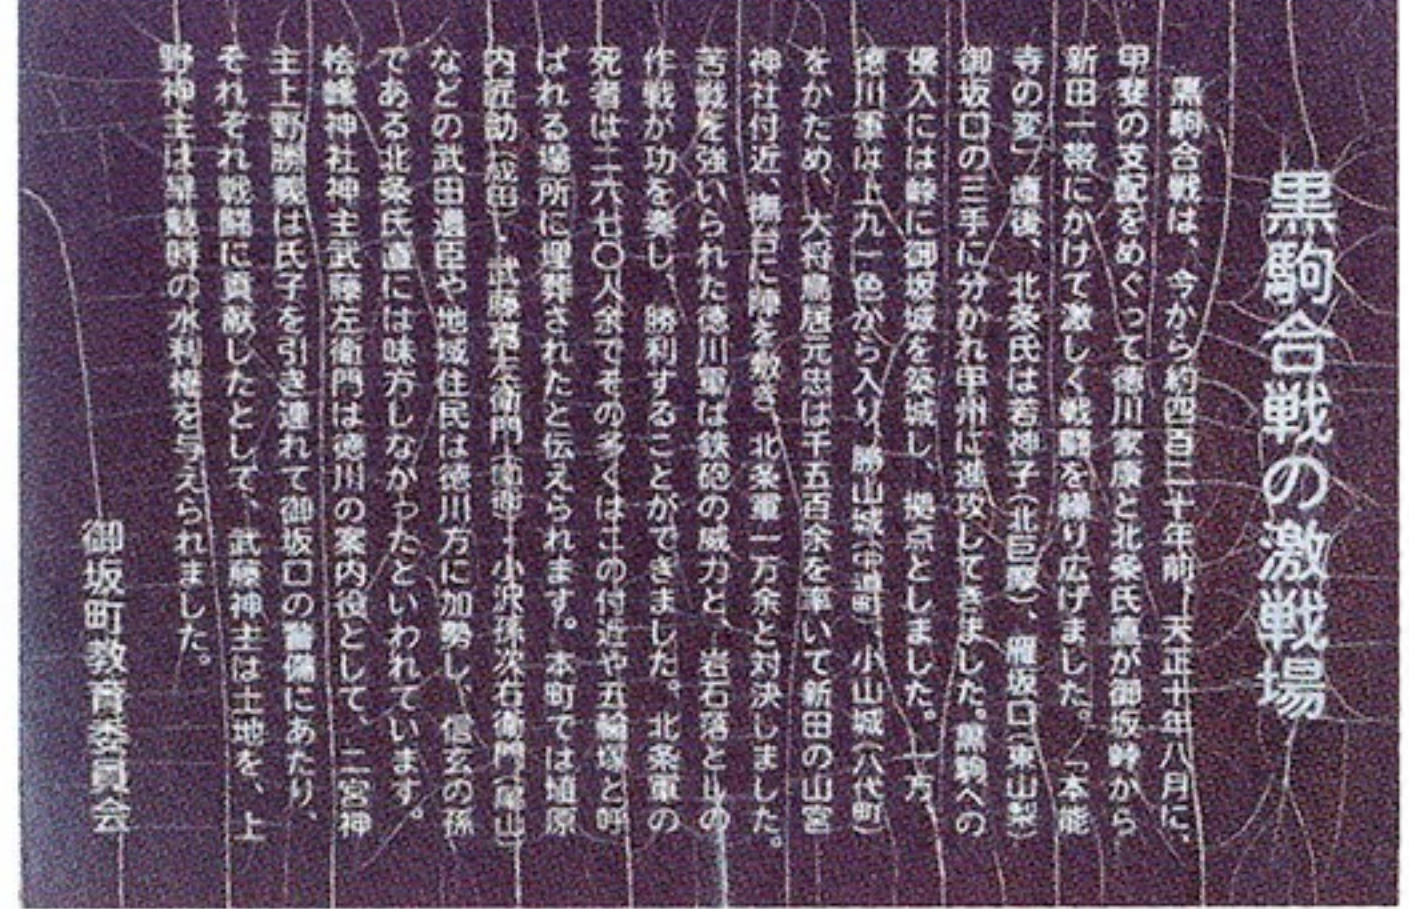 黒駒合戦の激戦場
黒駒合戦は、今から約四百二十年前、天正十年八月に、
甲斐の支配をめぐって徳川家康と北条氏直が御坂峠から
新田一帯にかけて激しく戦闘を繰り広げました。「本能
寺の変」直後、北条氏は若神子(北巨摩)、雁坂口(東山梨)
御坂口の三手に分かれ甲州に進攻してきました。黒駒への
侵入には峠に御坂城を築城し、拠点としました。一方、
徳川軍は上九一色から入り、勝山城(中道町)、小山城(八代町)
をかため、大将鳥居元忠は千五百余を率いて新田の山宮
神社付近、に陣を敷き、北条軍一万余と対決しました。
苦戦を強いられた徳川軍は鉄砲の威力と、岩石落としの
作戦が功を奏し、勝利することができました。北条軍の
死者は二六七〇人余でその多くはこの付近や五輪塚と呼
ばれる場所に埋葬されたと伝えられます。本町では埴原
内匠助(成田)、武藤嘉左衛門、小沢孫次右衛門(尾山)
などの武田遺臣や地域住民は徳川方に加勢し、信玄の孫
である北条氏直には味方しなかったといわれています。
桧峰神社神主武藤左衛門は徳川の案内役として、二宮神
主上野勝義は氏子を引き連れて御坂口の警備にあたり、
それぞれ戦闘に貢献したとして、武藤神主は土地を、上
野神主は旱魃時の水利権を与えられました。
御坂町教育委員会